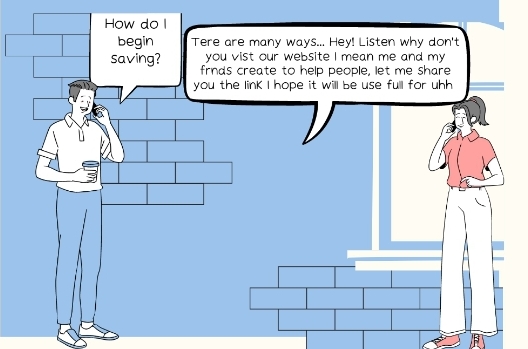 How do I
begin
saving?
Tere are many ways... Hey! Listen why don't
you vist our website I mean me and my
frnds create to help people, let me share
you the linK I hope it will be use full for uhh